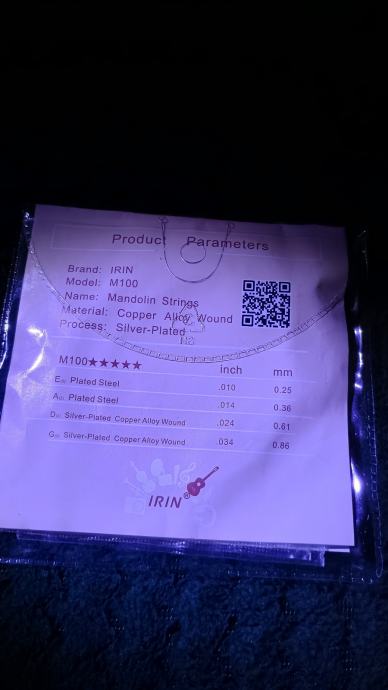 Product Parameters
Brand: IRIN
Model: M100
Name: Mandolin Strings
Material: Copper Alloy Wound
Process: Silver-Plated
M100★★★★★ inch mm
E Plated Steel .010 0.25
A Plated Steel .014 0.36
D Silver-Plated Copper Alloy Wound .024 0.61
G Silver-Plated Copper Alloy Wound .034 0.86
IRIN®